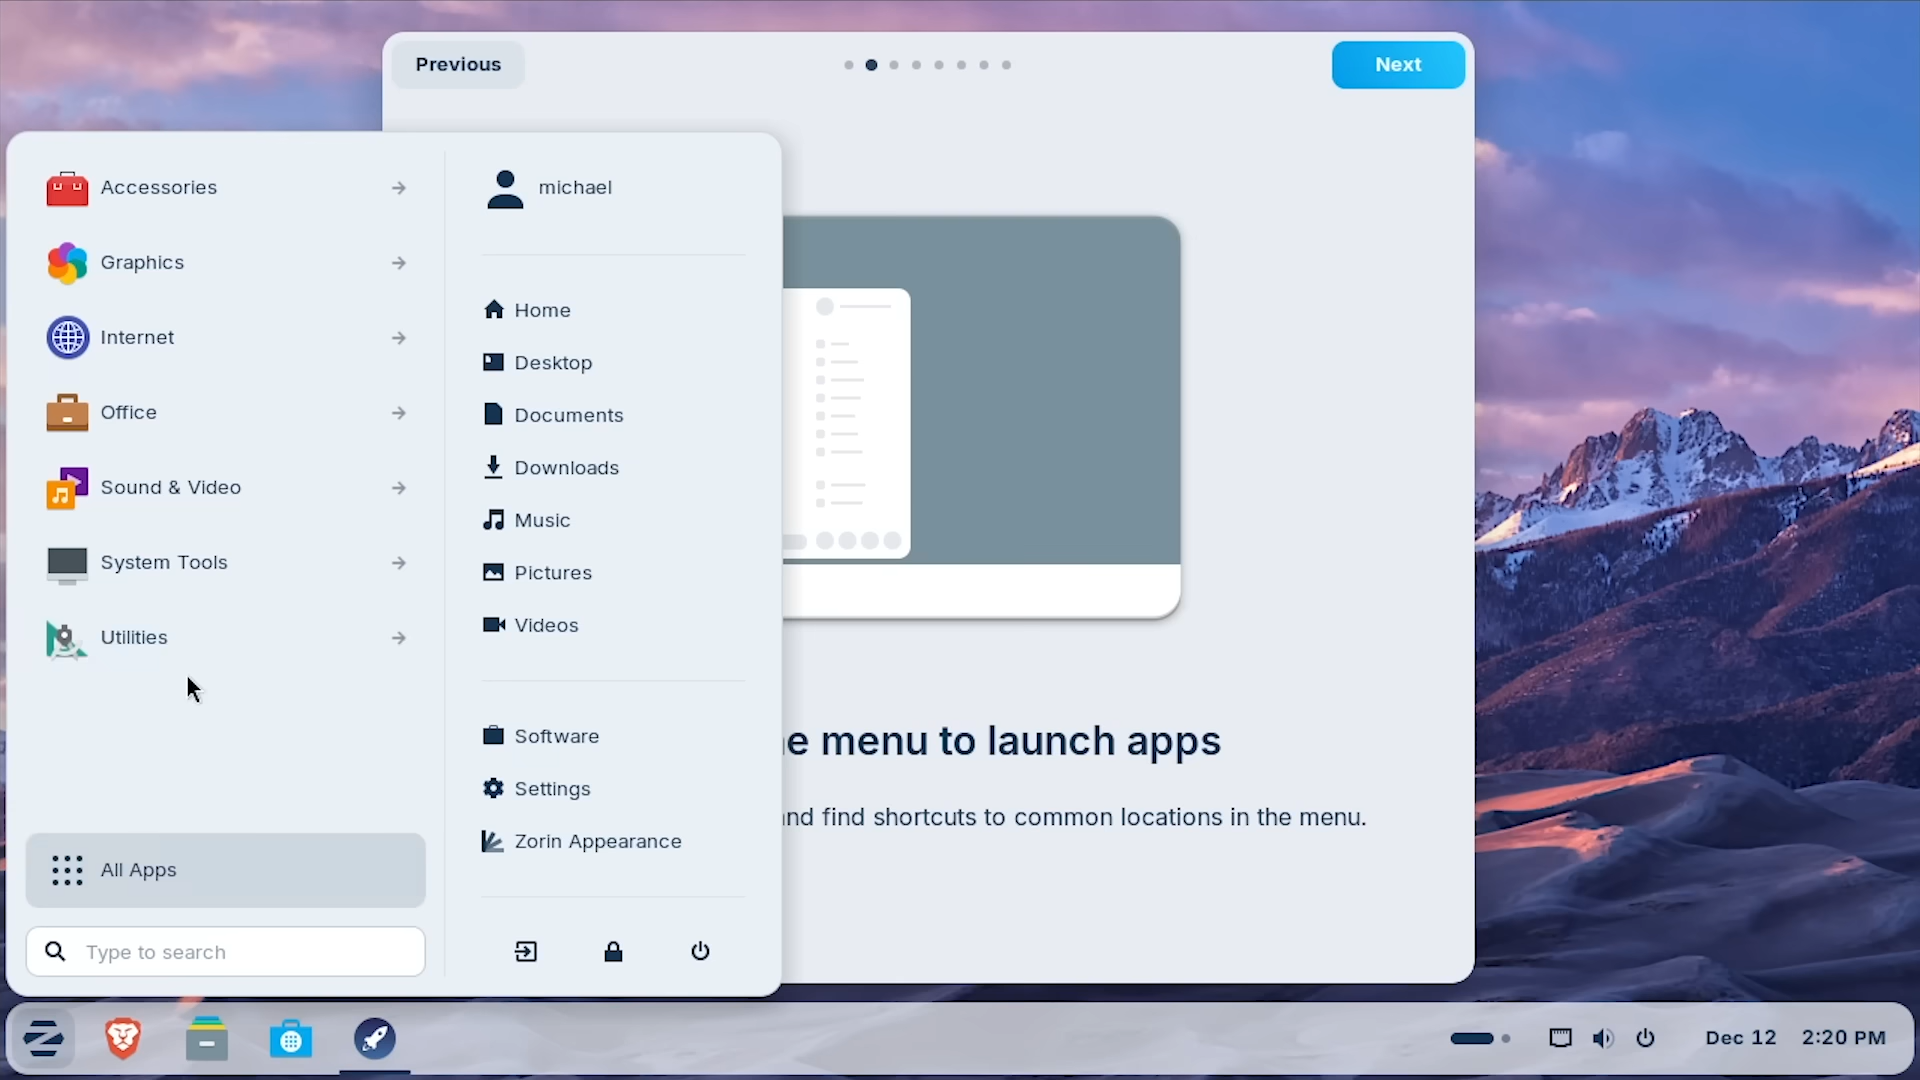 Previous
Next
Accessories
Graphics
Internet
Office
Sound & Video
System Tools
Utilities
All Apps
Type to search
michael
Home
Desktop
Documents
Downloads
Music
Pictures
Videos
Software
Settings
Zorin Appearance
menu to launch apps
find shortcuts to common locations in the menu.
Dec 12 2:20 PM